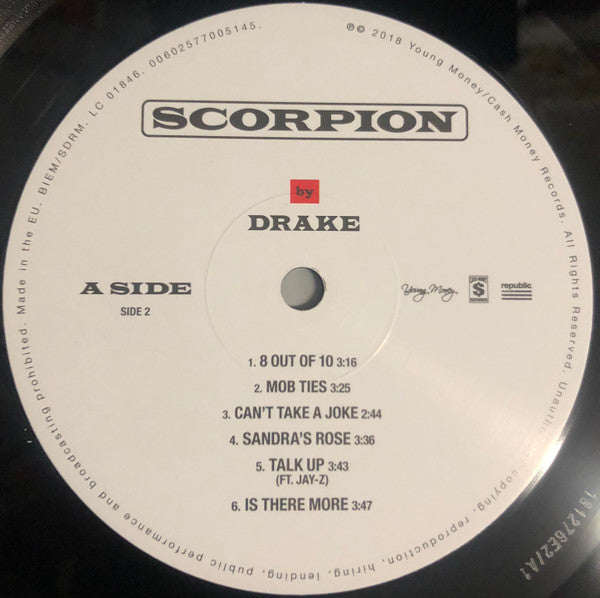 SCORPION
by
DRAKE
A SIDE
SIDE 2
Young Money
$
republic
1. 8 OUT OF 10 3:16
2. MOB TIES 3:25
3. CAN'T TAKE A JOKE 2:44
4. SANDRA'S ROSE 3:36
5. TALK UP 3:43
(FT. JAY-Z)
6. IS THERE MORE 3:47
℗© 2018 Young Money/Cash Money Records. All Rights Reserved. Unautho copying, reproduction, hiring, lending, public performance and broadcasting prohibited. Made in the EU. BIEM/SDRM. LC 01846. 00602577005145.
181276E2/A1